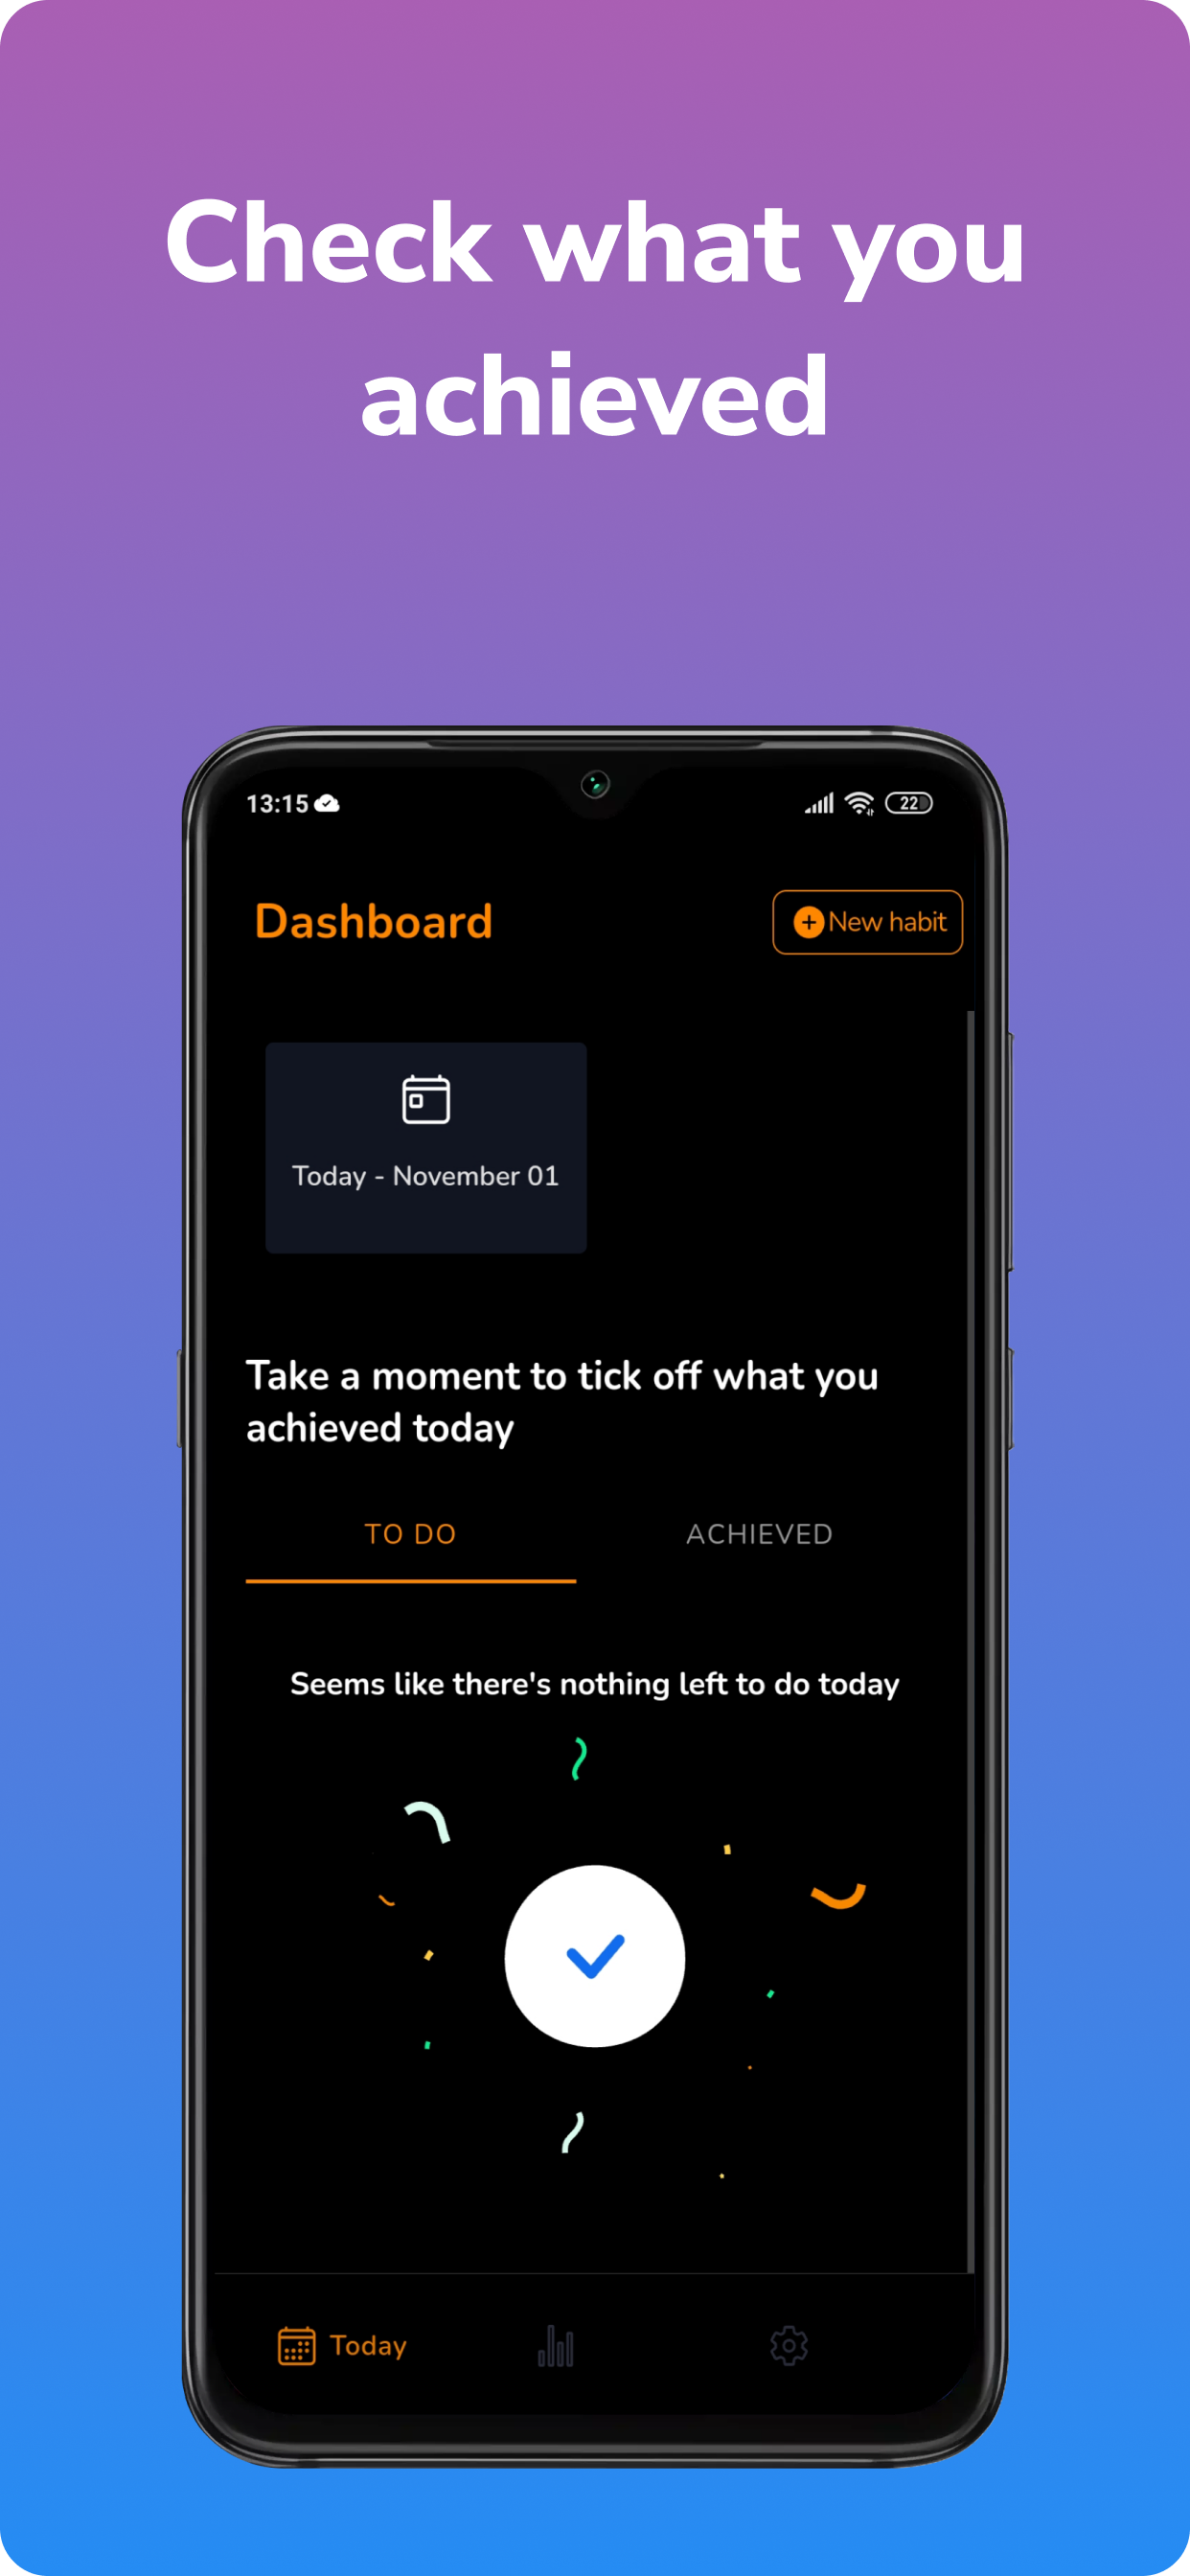 Check what you
achieved
13:15
22
Dashboard
New habit
Today - November 01
Take a moment to tick off what you
achieved today
TO DO ACHIEVED
Seems like there's nothing left to do today
Today